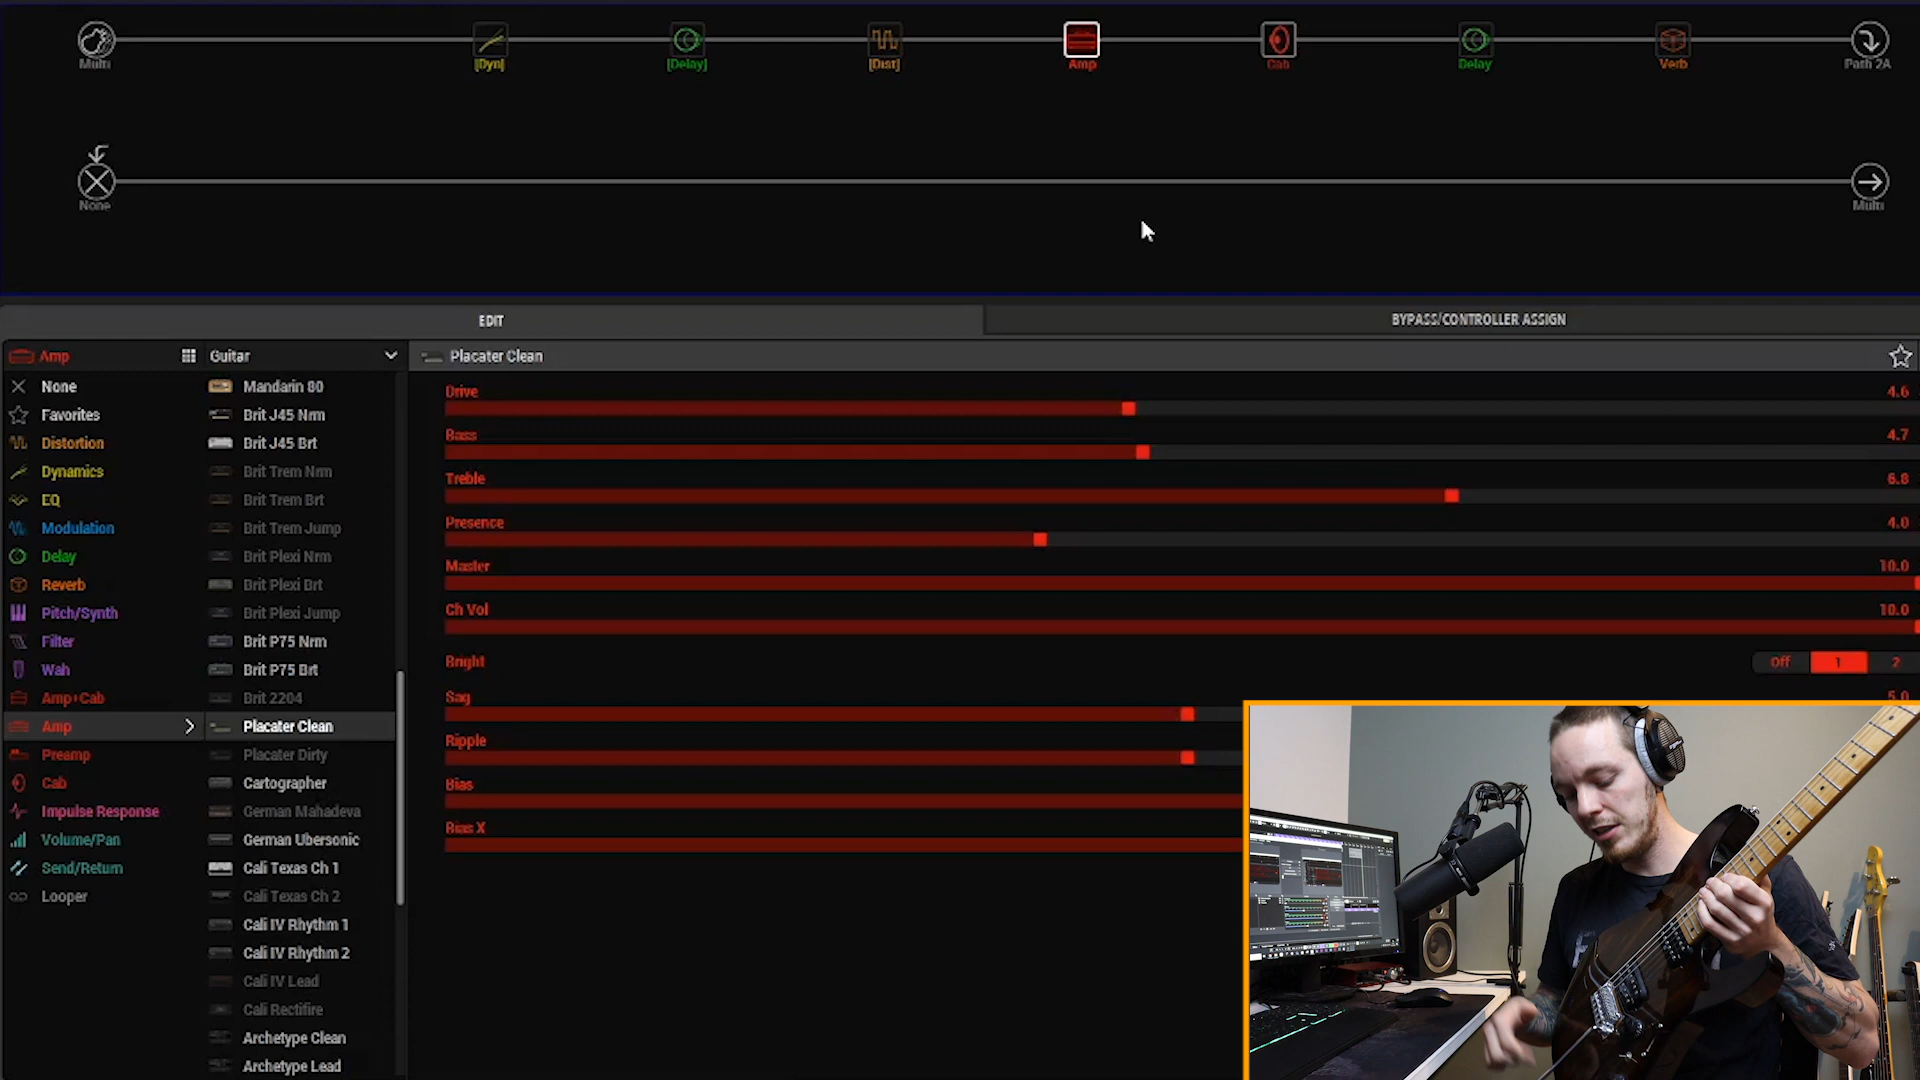 Multi
[Dyn]
[Delay]
[Dist]
Amp
Cab
Delay
Verb
Path 2A
None
Multi
EDIT
BYPASS/CONTROLLER ASSIGN
Amp
Guitar
Placater Clean
None
Favorites
Distortion
Dynamics
EQ
Modulation
Delay
Reverb
Pitch/Synth
Filter
Wah
Amp+Cab
Amp
Preamp
Cab
Impulse Response
Volume/Pan
Send/Return
Looper
Mandarin 80
Brit J45 Nrm
Brit J45 Brt
Brit Trem Nrm
Brit Trem Brt
Brit Trem Jump
Brit Plexi Nrm
Brit Plexi Brt
Brit Plexi Jump
Brit P75 Nrm
Brit P75 Brt
Brit 2204
Placater Clean
Placater Dirty
Cartographer
German Mahadeva
German Ubersonic
Cali Texas Ch 1
Cali Texas Ch 2
Cali IV Rhythm 1
Cali IV Rhythm 2
Cali IV Lead
Cali Rectifire
Archetype Clean
Archetype Lead
Drive 4.6
Bass 4.7
Treble 6.8
Presence 4.0
Master 10.0
Ch Vol 10.0
Bright Off 1 2
Sag 5.0
Ripple
Bias
Bias X